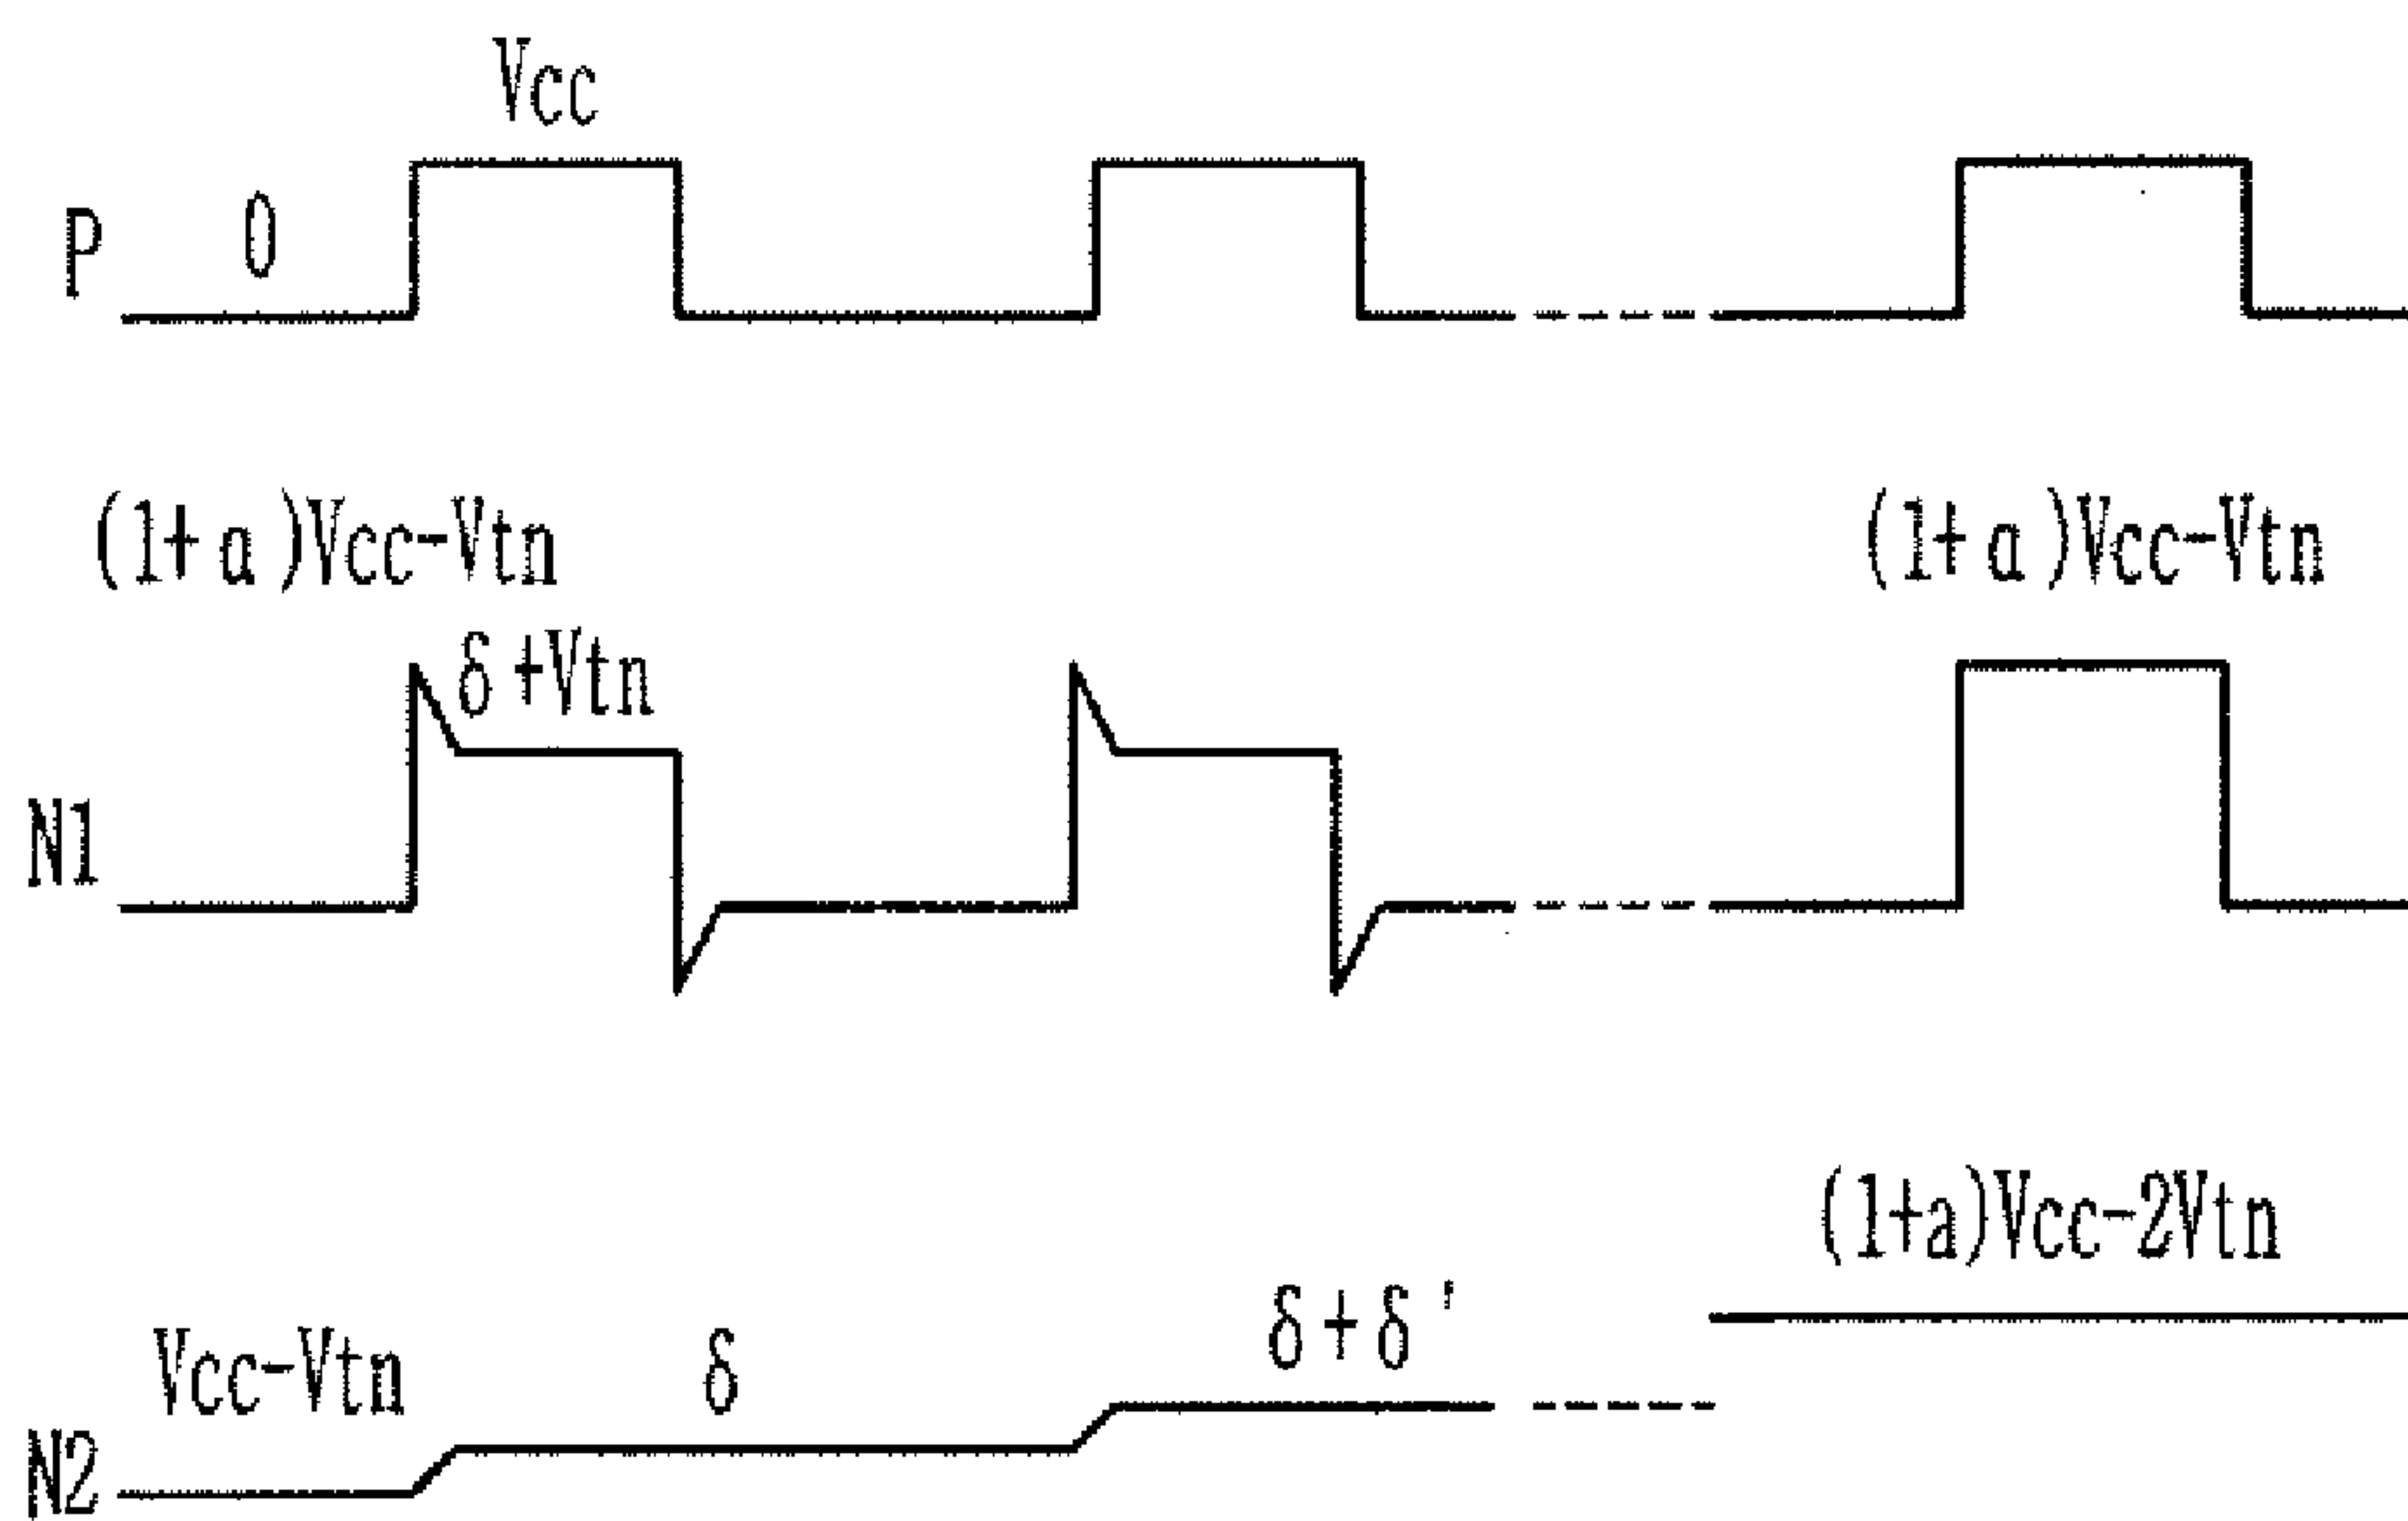 Vcc
P 0
(1+a)Vcc-Vtn (1+a)Vcc-Vtn
δ+Vtn
N1
(1+a)Vcc-2Vtn
δ+δ'
Vcc-Vtn δ
N2